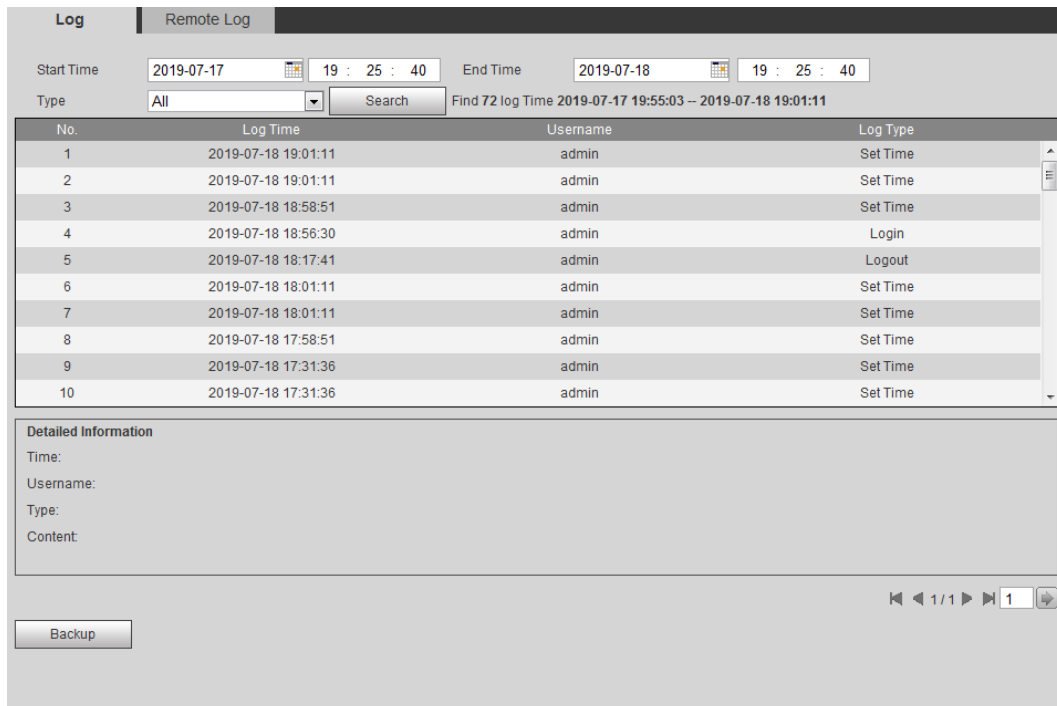 Log Remote Log
Start Time 2019-07-17 19 : 25 : 40 End Time 2019-07-18 19 : 25 : 40
Type All Search Find 72 log Time 2019-07-17 19:55:03 -- 2019-07-18 19:01:11
No. Log Time Username Log Type
1 2019-07-18 19:01:11 admin Set Time
2 2019-07-18 19:01:11 admin Set Time
3 2019-07-18 18:58:51 admin Set Time
4 2019-07-18 18:56:30 admin Login
5 2019-07-18 18:17:41 admin Logout
6 2019-07-18 18:01:11 admin Set Time
7 2019-07-18 18:01:11 admin Set Time
8 2019-07-18 17:58:51 admin Set Time
9 2019-07-18 17:31:36 admin Set Time
10 2019-07-18 17:31:36 admin Set Time
Detailed Information
Time:
Username:
Type:
Content:
1 / 1 1
Backup